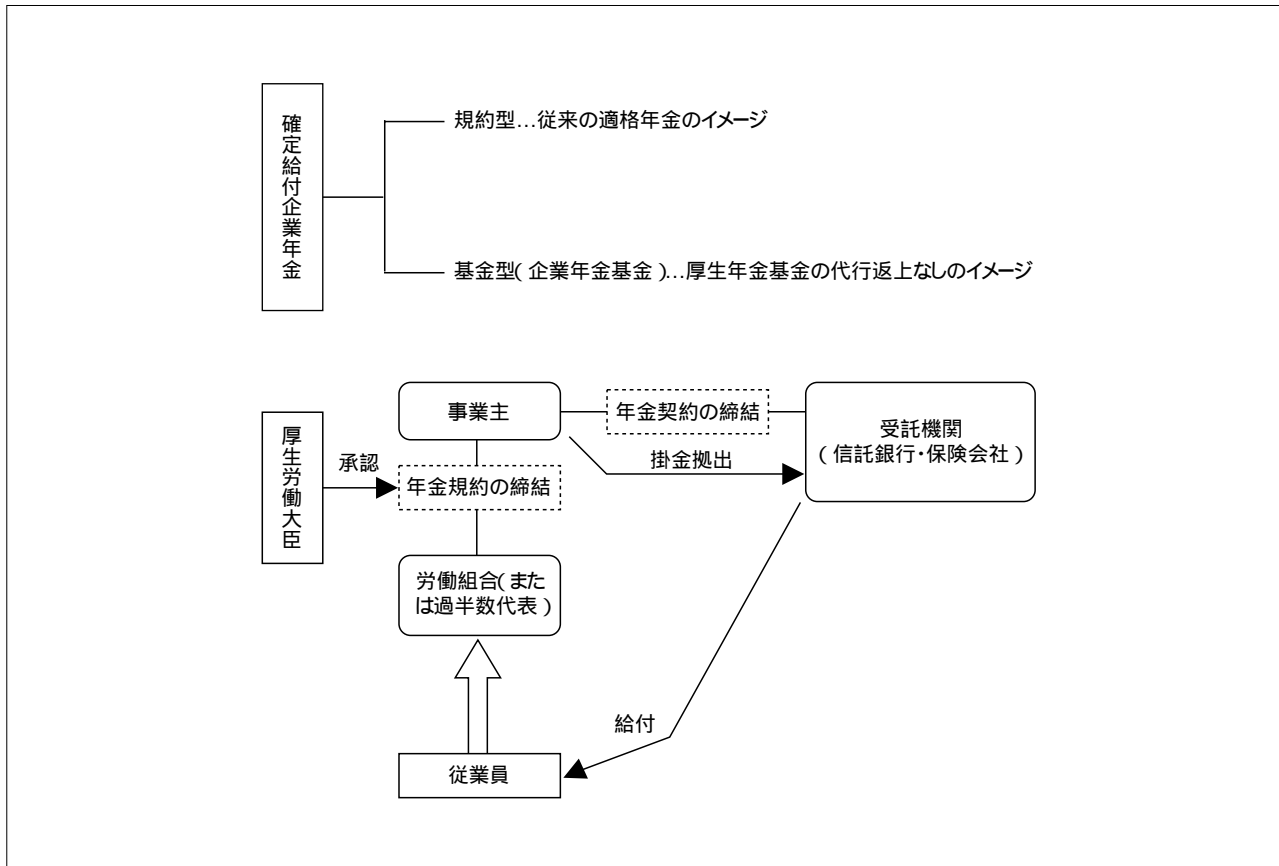 確定給付企業年金
規約型…従来の適格年金のイメージ
基金型(企業年金基金)…厚生年金基金の代行返上なしのイメージ
厚生労働大臣
承認
事業主
年金契約の締結
受託機関
(信託銀行・保険会社)
掛金拠出
年金規約の締結
労働組合(また
は過半数代表)
給付
従業員